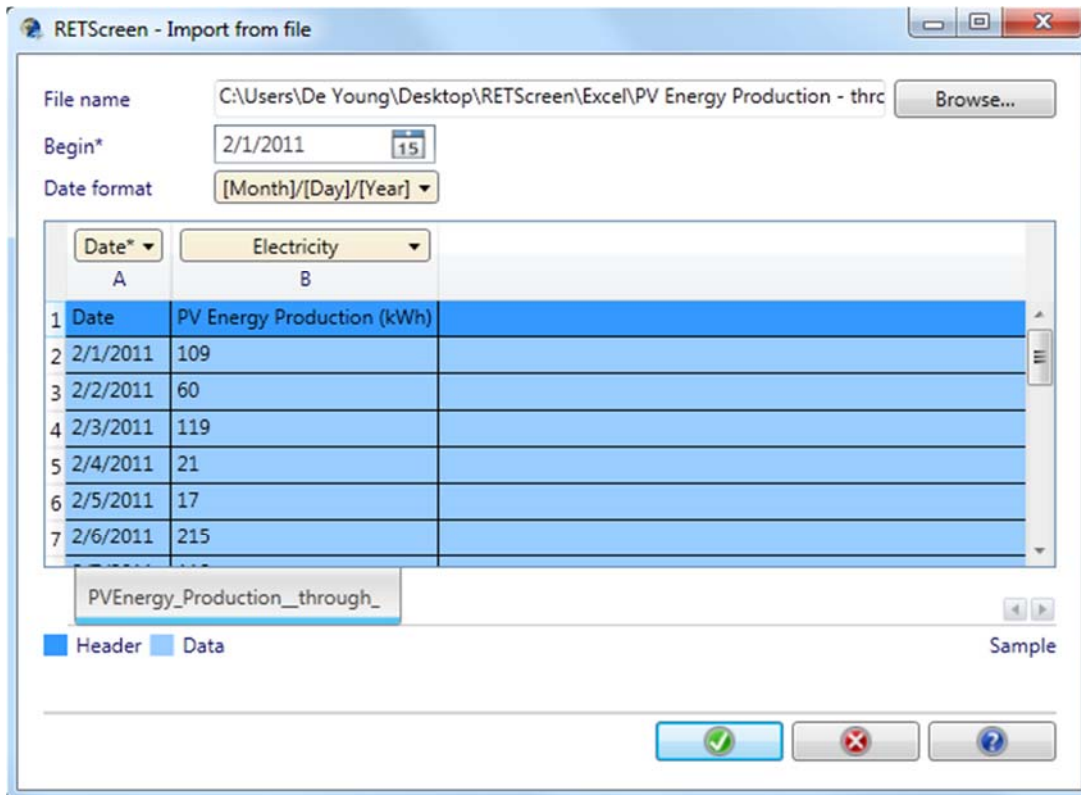 RETScreen - Import from file
File name C:\Users\De Young\Desktop\RETScreen\Excel\PV Energy Production - thrc Browse...
Begin* 2/1/2011 15
Date format [Month]/[Day]/[Year]
Date* Electricity
A B
1 Date PV Energy Production (kWh)
2 2/1/2011 109
3 2/2/2011 60
4 2/3/2011 119
5 2/4/2011 21
6 2/5/2011 17
7 2/6/2011 215
PVEnergy_Production__through_
Header Data Sample